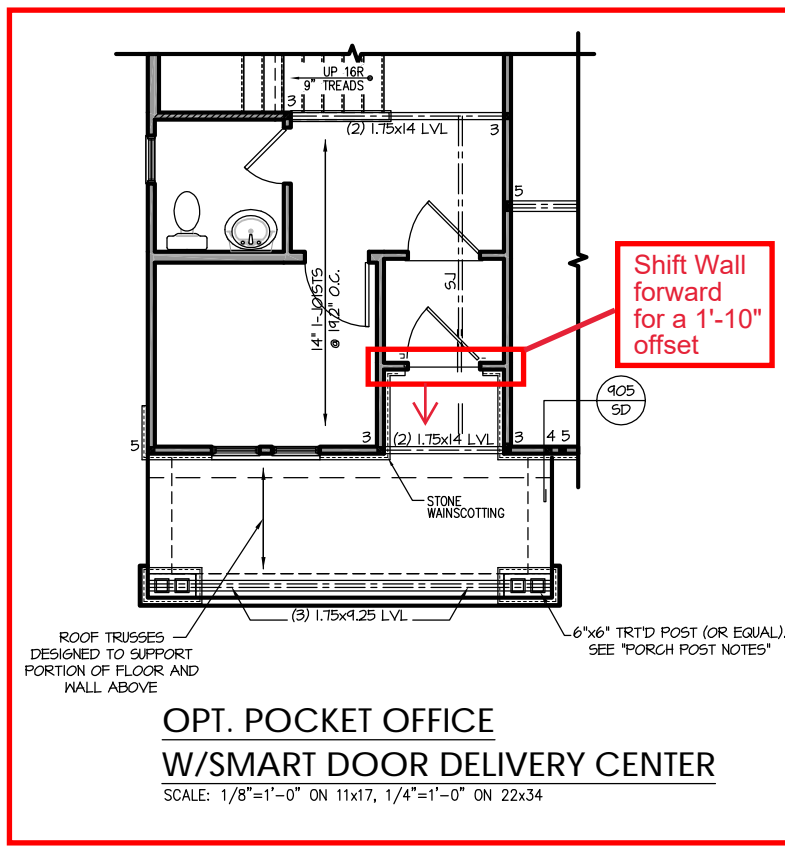 UP 16R
9" TREADS
3
(2) 1.75x14 LVL
3
5
14" I-JOISTS
@ 19.2" O.C.
SJ
Shift Wall
forward
for a 1'-10"
offset
905
SD
5
3
(2) 1.75x14 LVL
3
4 5
STONE
WAINSCOTTING
(3) 1.75x9.25 LVL
ROOF TRUSSES
DESIGNED TO SUPPORT
PORTION OF FLOOR AND
WALL ABOVE
6"x6" TRT'D POST (OR EQUAL).
SEE "PORCH POST NOTES"
OPT. POCKET OFFICE
W/SMART DOOR DELIVERY CENTER
SCALE: 1/8"=1'-0" ON 11x17, 1/4"=1'-0" ON 22x34